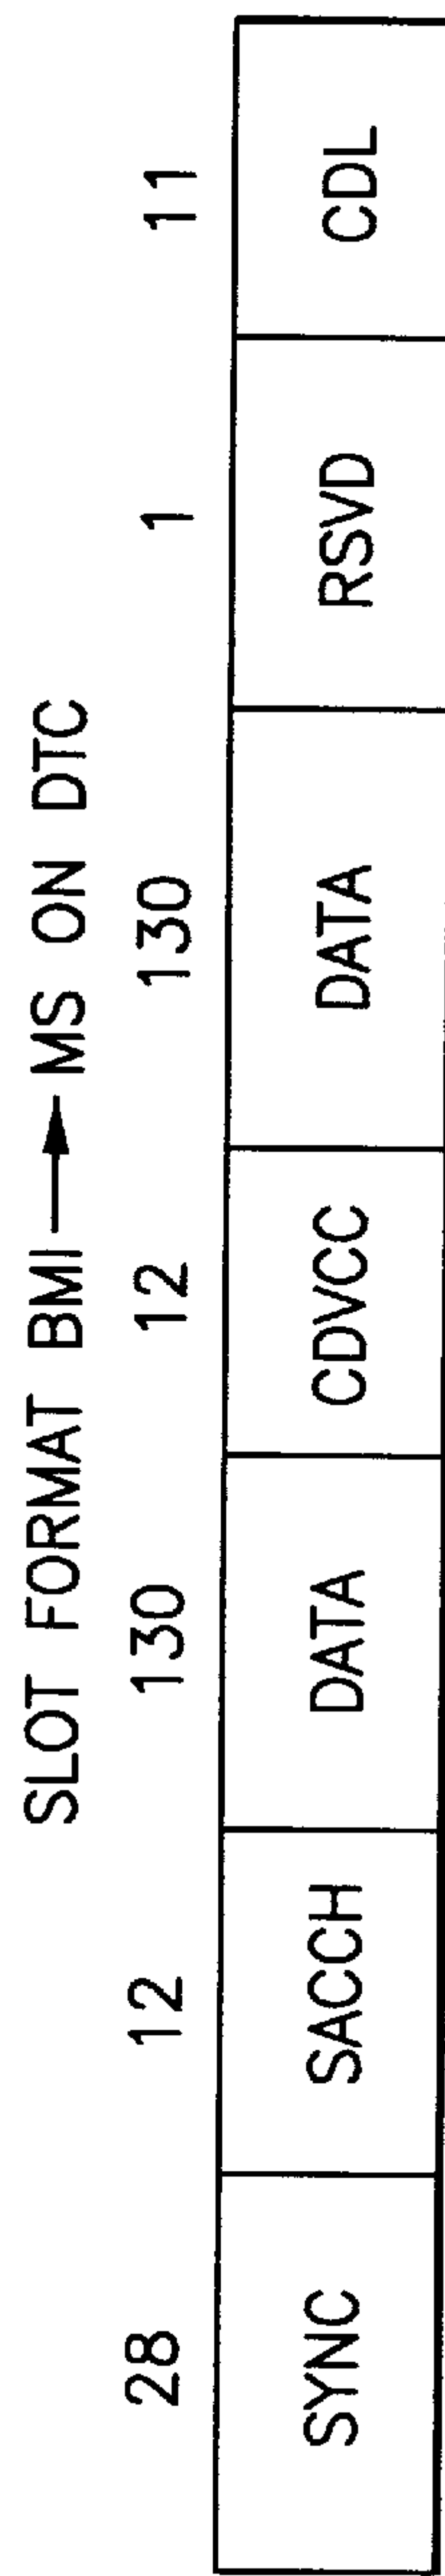 SLOT FORMAT BMI → MS ON DTC
28 12 130 12 130 1 11
SYNC SACCH DATA CDVCC DATA RSVD CDL